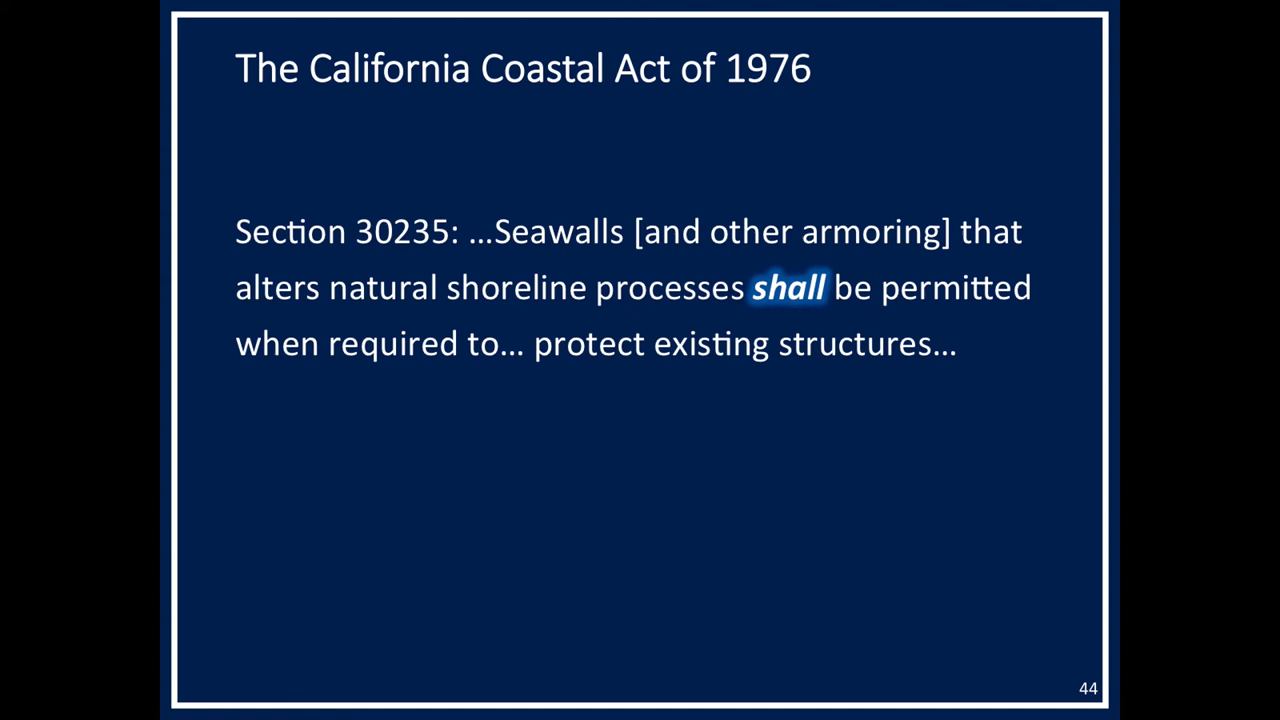 The California Coastal Act of 1976
Section 30235: …Seawalls [and other armoring] that
alters natural shoreline processes shall be permitted
when required to… protect existing structures…
44